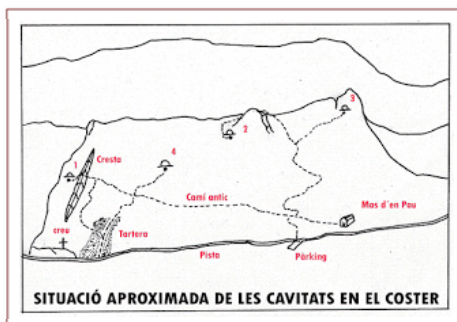 3
2
1
4
Cresta
Camí antic
Mas d'en Pau
creu
Tartera
Pista
Pàrking
SITUACIÓ APROXIMADA DE LES CAVITATS EN EL COSTER